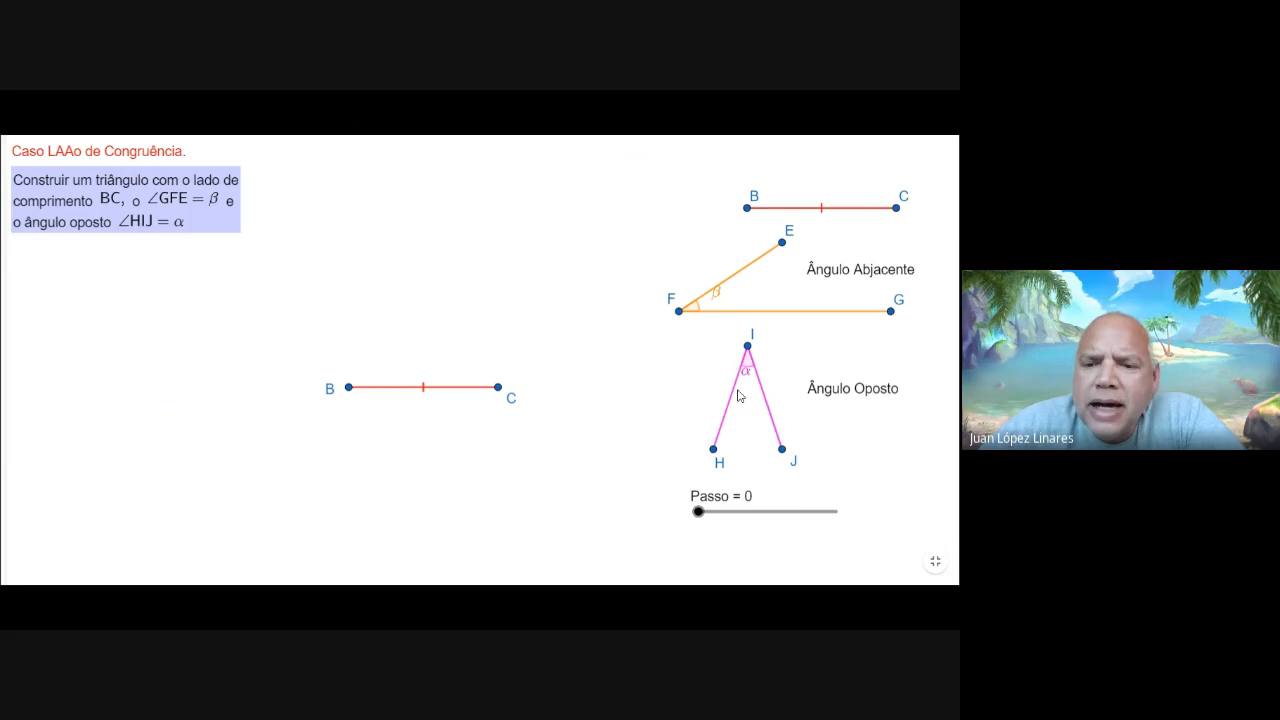 Caso LAAo de Congruência.
Construir um triângulo com o lado de
comprimento BC, o ∠GFE = β e
o ângulo oposto ∠HIJ = α
B
C
E
Ângulo Abjacente
F
β
G
I
α
Ângulo Oposto
B
C
H
J
Passo = 0
Juan López Linares